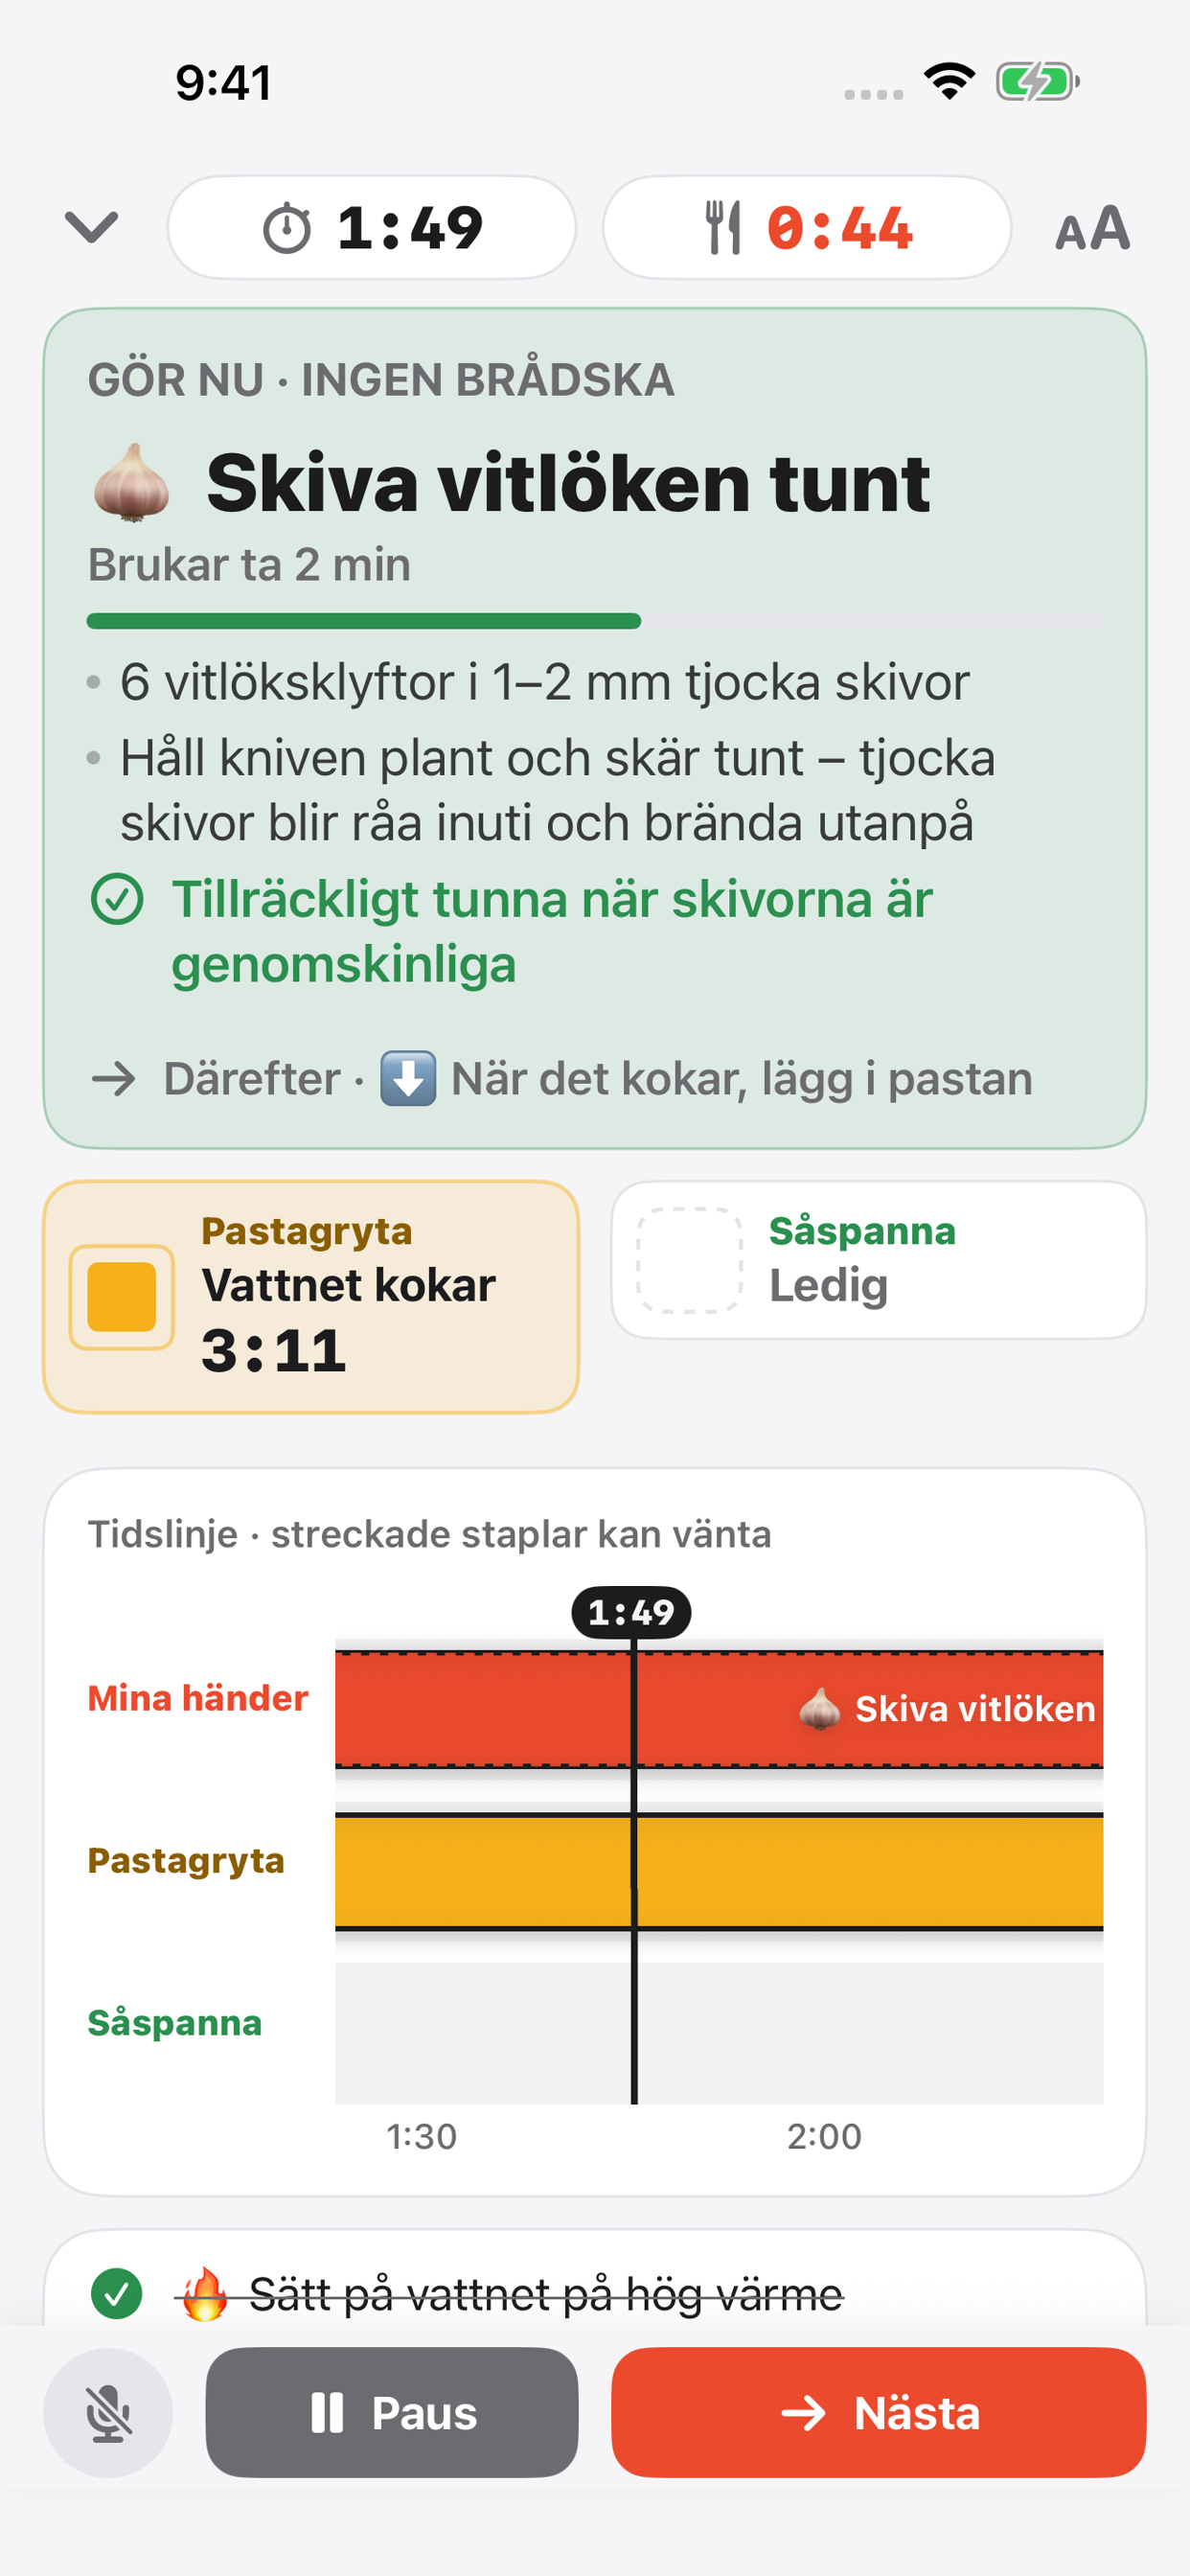 9:41
1:49
0:44
AA
GÖR NU · INGEN BRÅDSKA
Skiva vitlöken tunt
Brukar ta 2 min
• 6 vitlöksklyftor i 1–2 mm tjocka skivor
• Håll kniven plant och skär tunt – tjocka
skivor blir råa inuti och brända utanpå
Tillräckligt tunna när skivorna är
genomskinliga
→ Därefter · ⬇️ När det kokar, lägg i pastan
Pastagryta
Vattnet kokar
3:11
Såspanna
Ledig
Tidslinje · streckade staplar kan vänta
1:49
Mina händer
Skiva vitlöken
Pastagryta
Såspanna
1:30
2:00
Sätt på vattnet på hög värme
Paus
→ Nästa